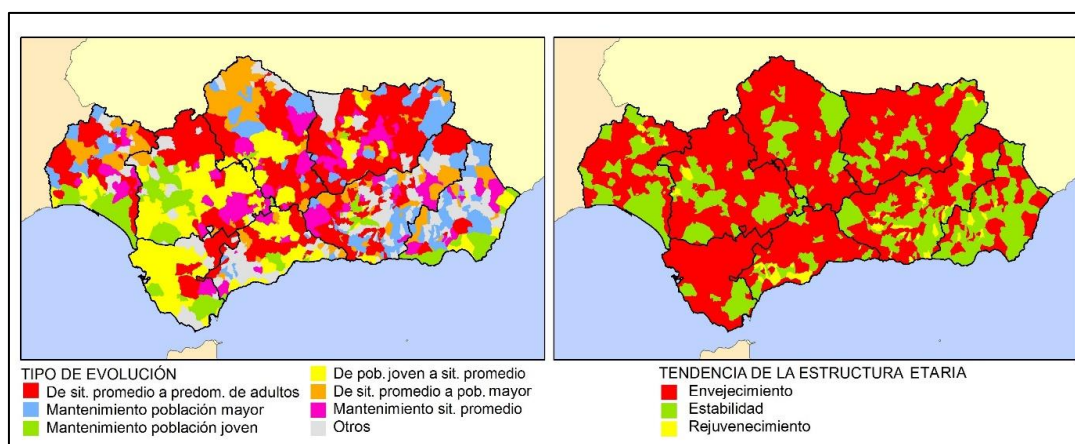 TIPO DE EVOLUCIÓN
De sit. promedio a predom. de adultos
Mantenimiento población mayor
Mantenimiento población joven
De pob. joven a sit. promedio
De sit. promedio a pob. mayor
Mantenimiento sit. promedio
Otros
TENDENCIA DE LA ESTRUCTURA ETARIA
Envejecimiento
Estabilidad
Rejuvenecimiento